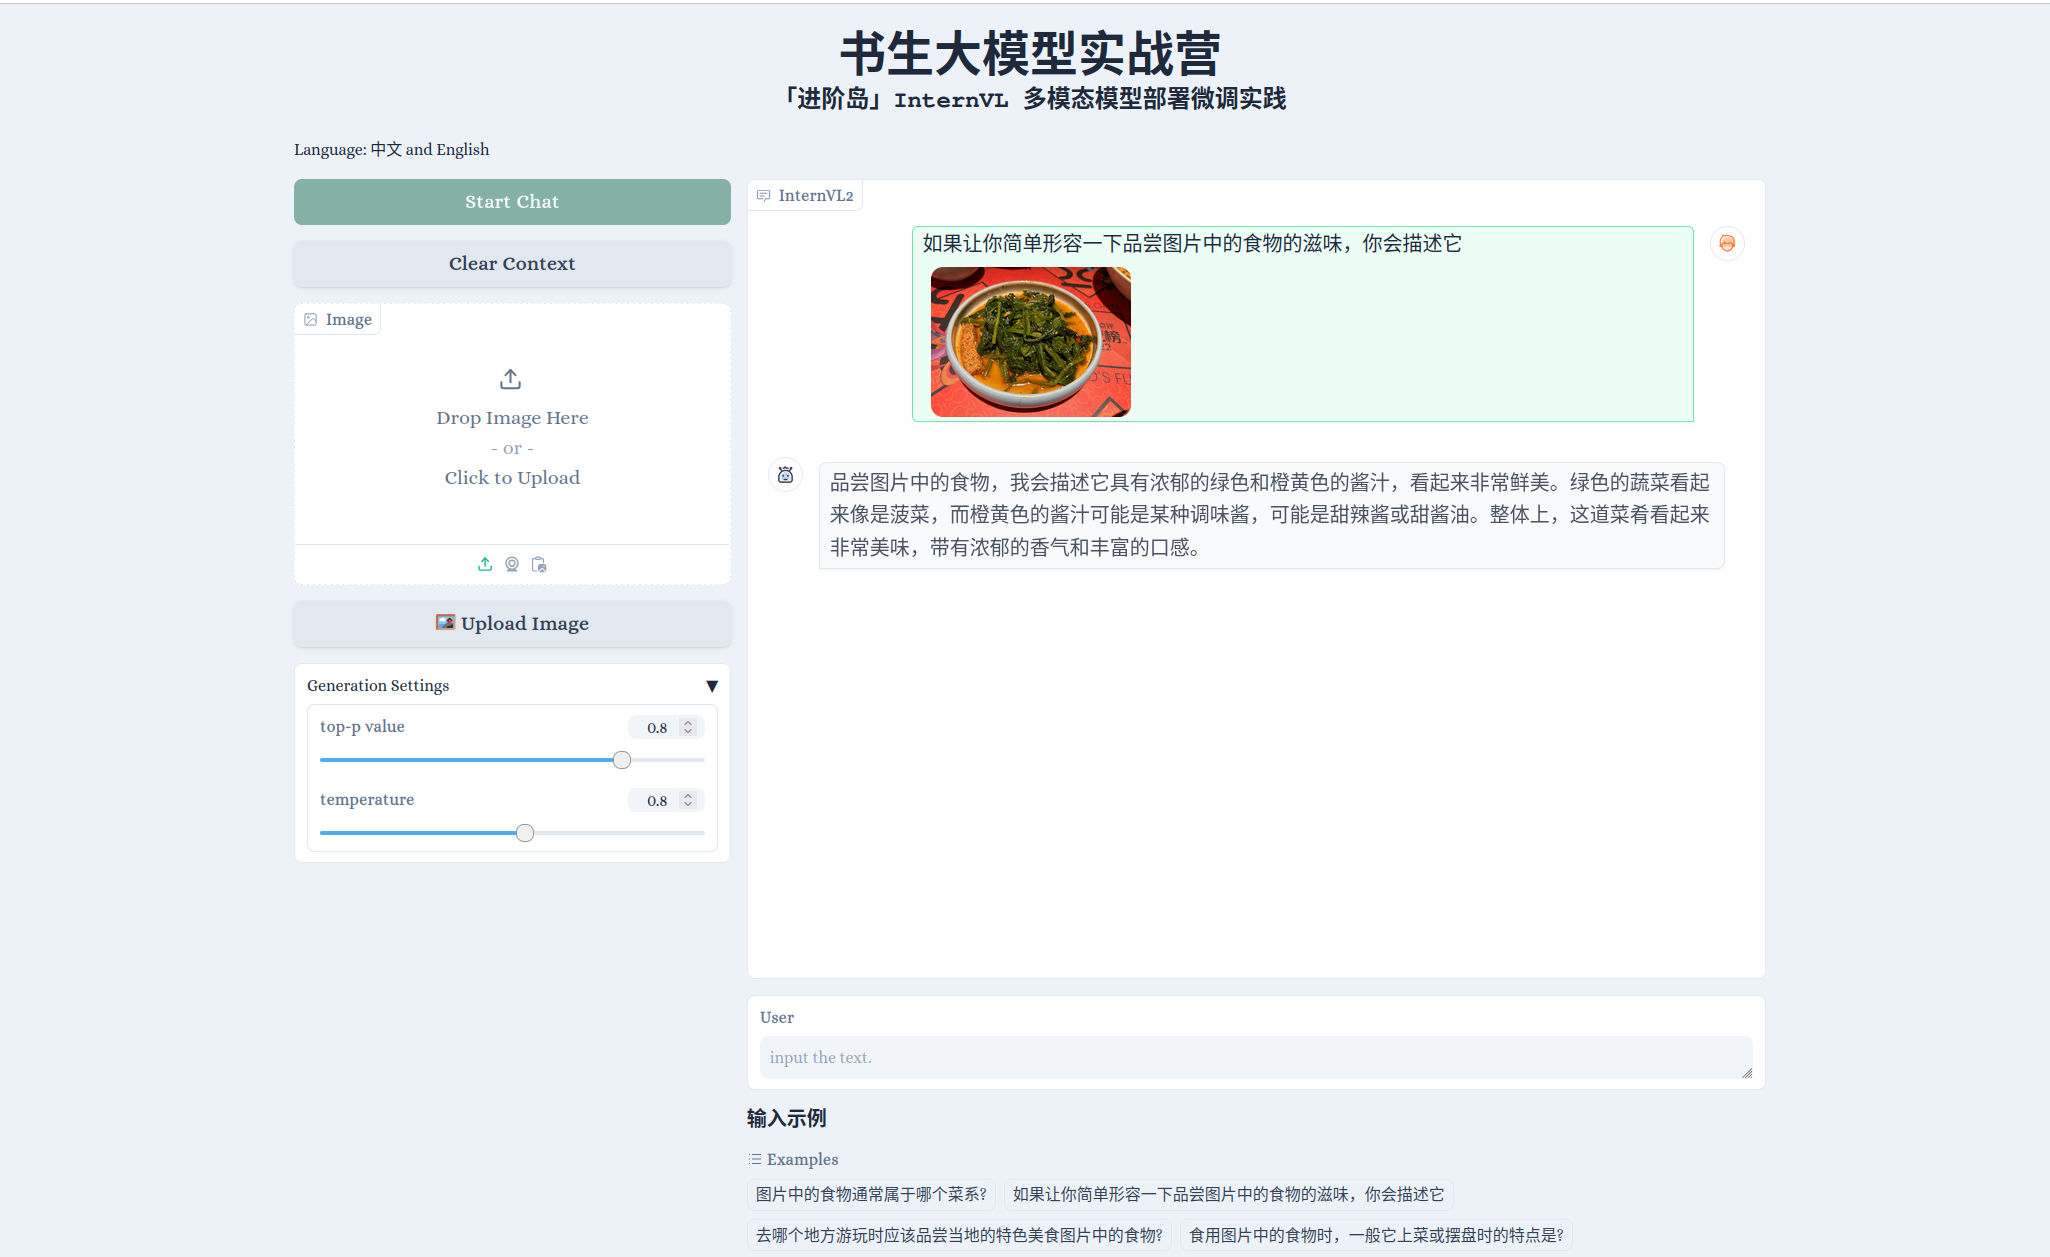 书生大模型实战营
「进阶岛」InternVL 多模态模型部署微调实践
Language: 中文 and English
Start Chat
Clear Context
Image
Drop Image Here
- or -
Click to Upload
Upload Image
Generation Settings
▼
top-p value
0.8
temperature
0.8
InternVL2
如果让你简单形容一下品尝图片中的食物的滋味，你会描述它
品尝图片中的食物，我会描述它具有浓郁的绿色和橙黄色的酱汁，看起来非常鲜美。绿色的蔬菜看起
来像是菠菜，而橙黄色的酱汁可能是某种调味酱，可能是甜辣酱或甜酱油。整体上，这道菜肴看起来
非常美味，带有浓郁的香气和丰富的口感。
User
input the text.
输入示例
Examples
图片中的食物通常属于哪个菜系?
如果让你简单形容一下品尝图片中的食物的滋味，你会描述它
去哪个地方游玩时应该品尝当地的特色美食图片中的食物?
食用图片中的食物时，一般它上菜或摆盘时的特点是?